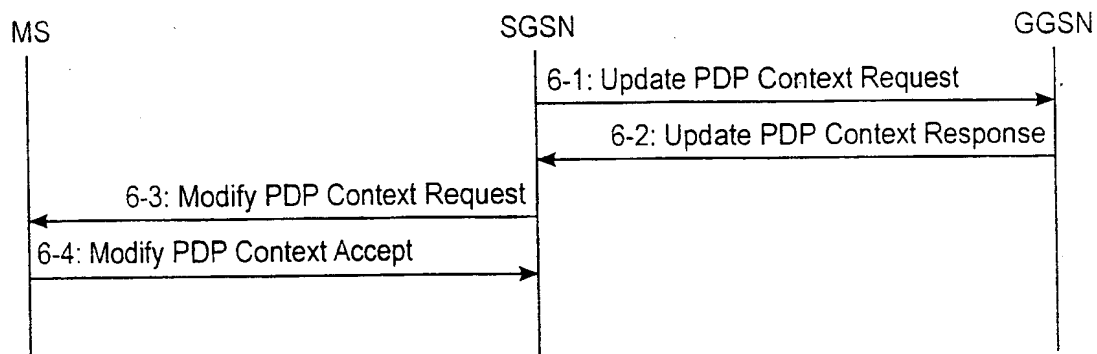 MS
SGSN
GGSN
6-1: Update PDP Context Request
6-2: Update PDP Context Response
6-3: Modify PDP Context Request
6-4: Modify PDP Context Accept